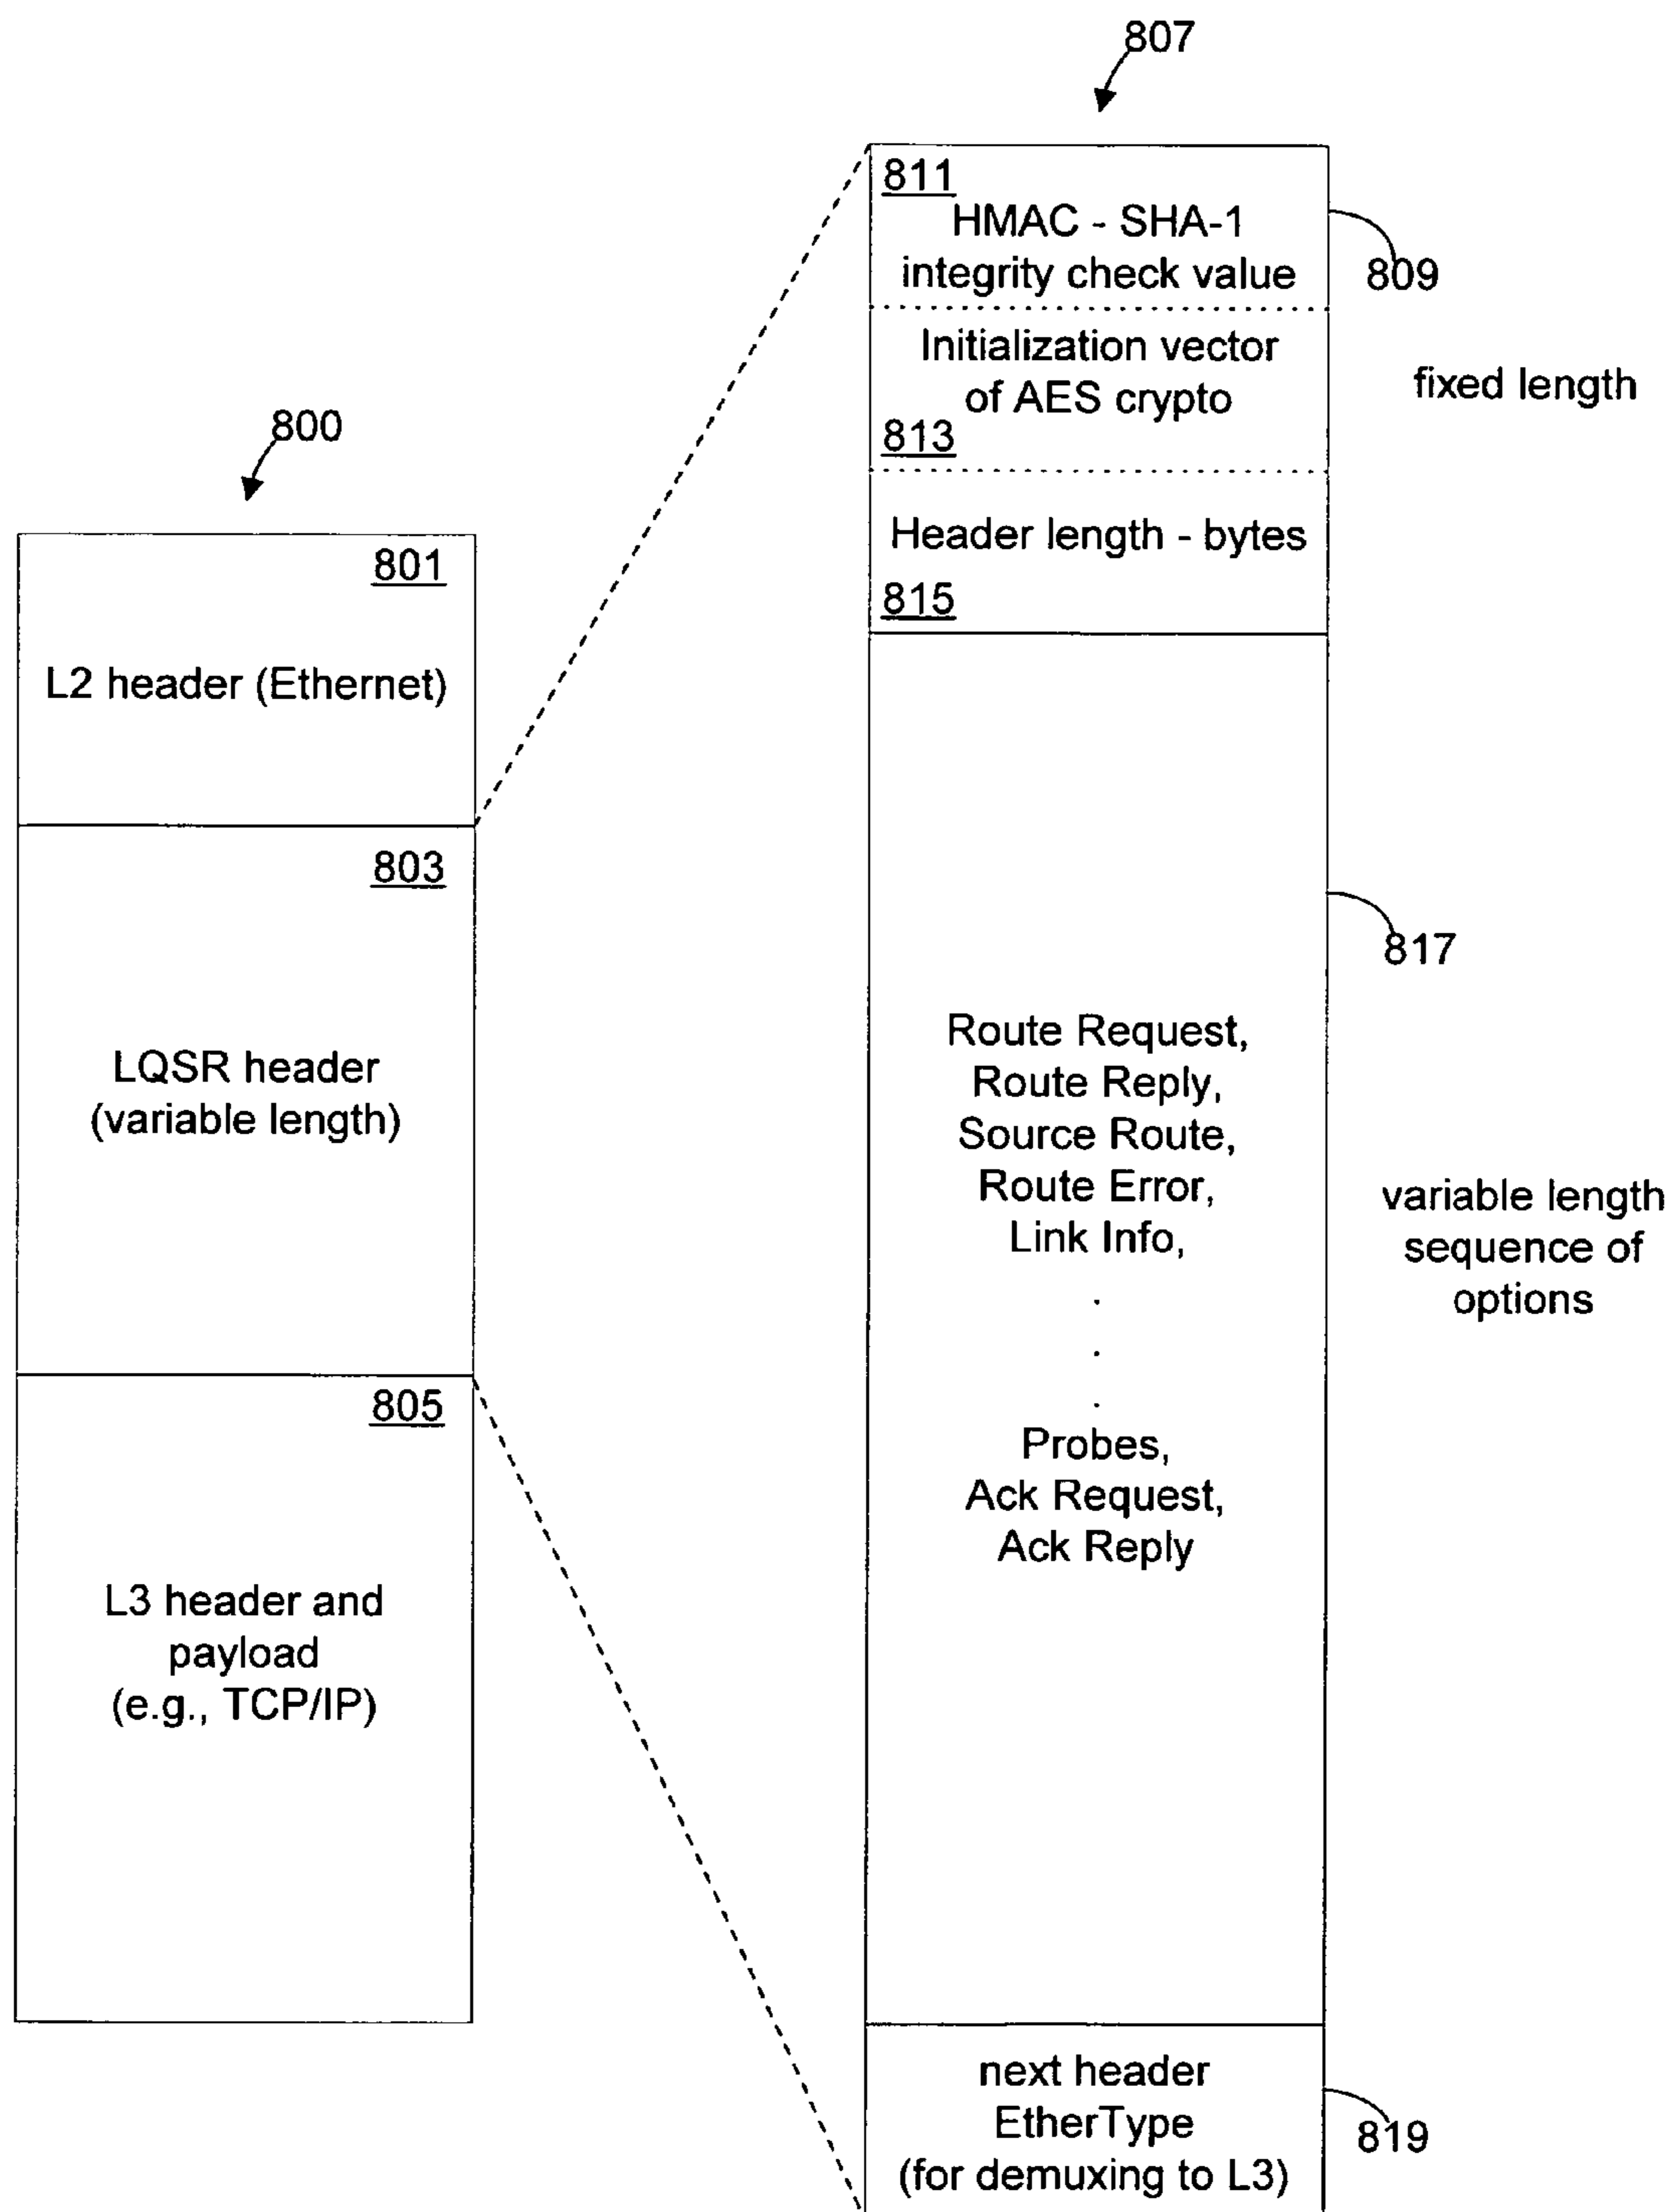 807
811
HMAC - SHA-1
integrity check value
809
Initialization vector
of AES crypto
813
fixed length
Header length - bytes
815
800
801
L2 header (Ethernet)
803
LQSR header
(variable length)
805
L3 header and
payload
(e.g., TCP/IP)
817
Route Request,
Route Reply,
Source Route,
Route Error,
Link Info,
.
.
.
Probes,
Ack Request,
Ack Reply
variable length
sequence of
options
next header
EtherType
(for demuxing to L3)
819